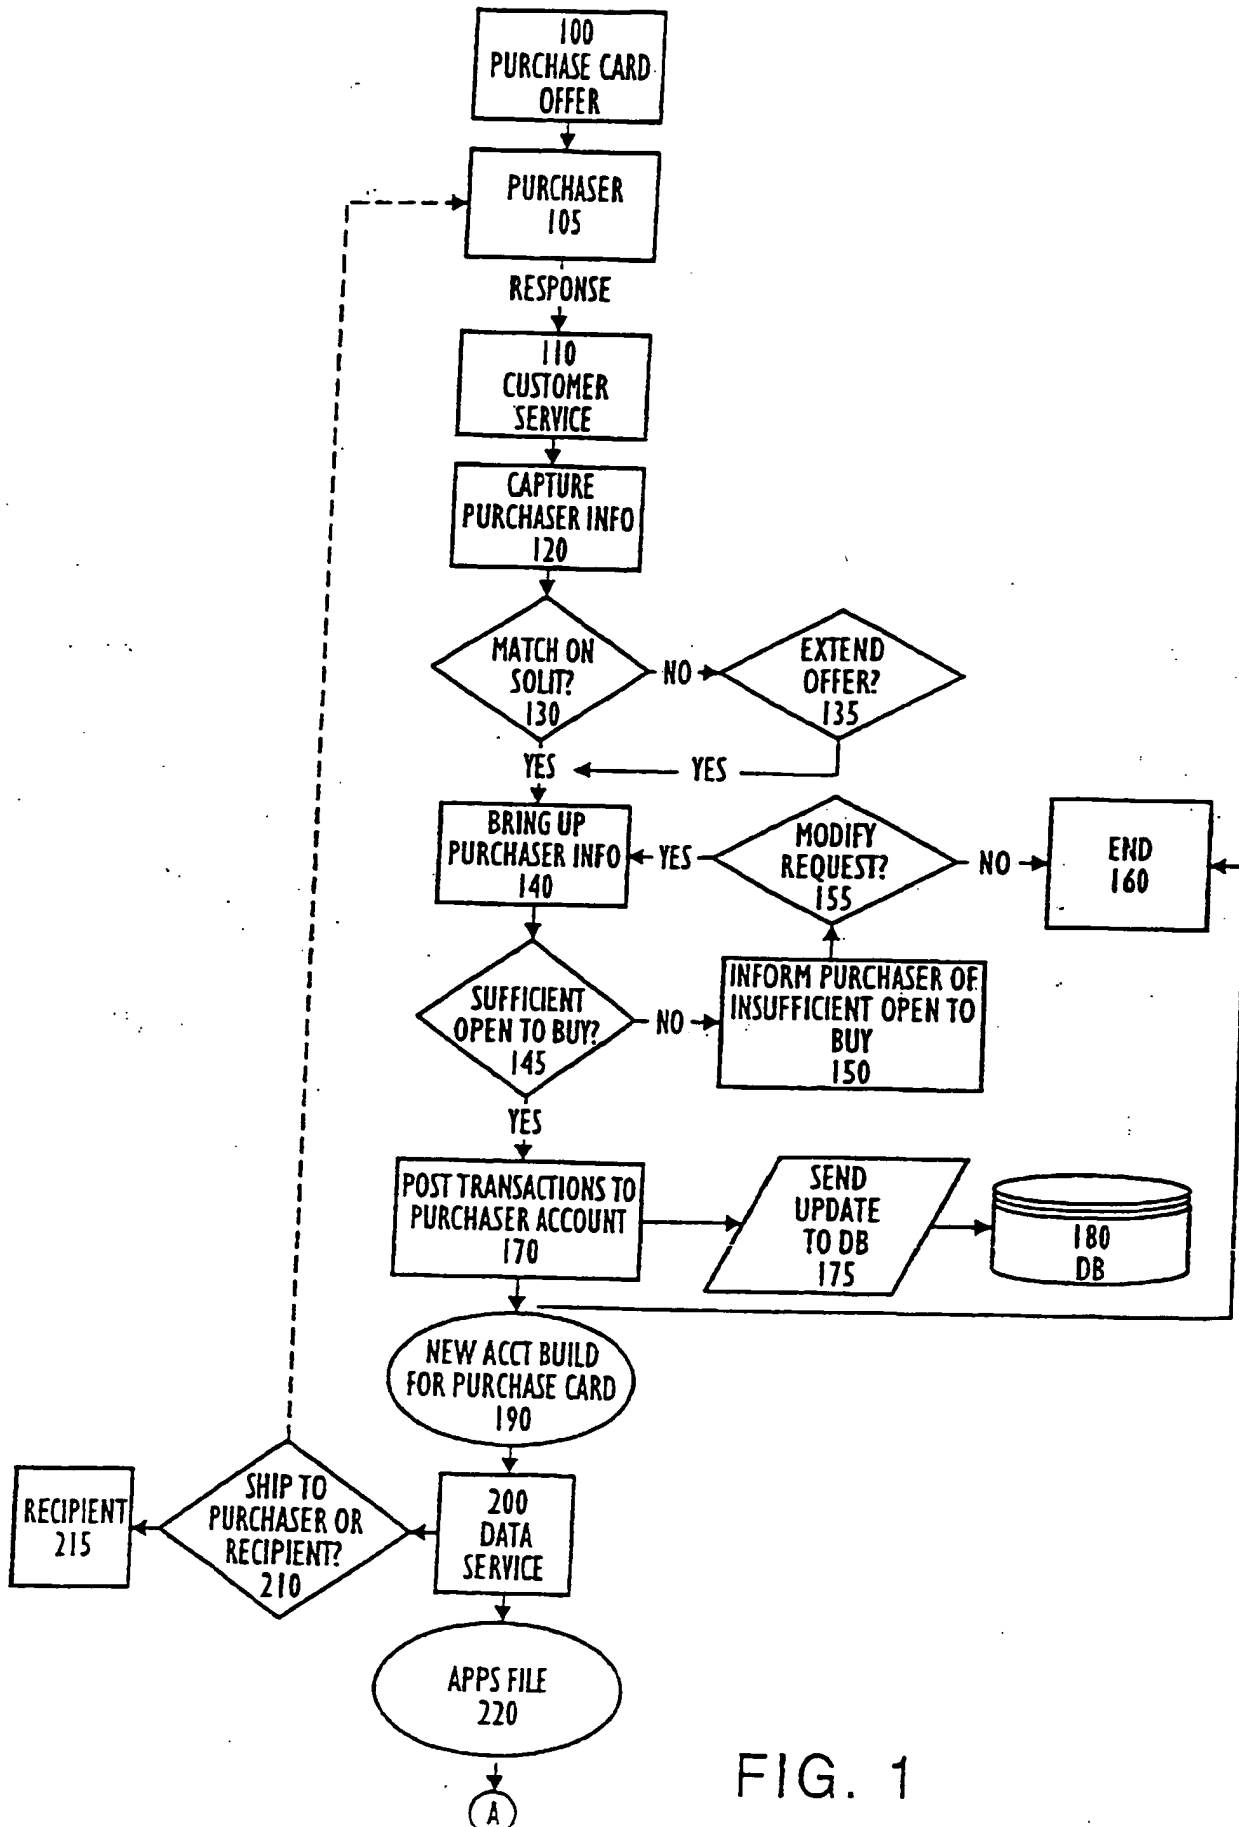 100
PURCHASE CARD
OFFER
PURCHASER
105
RESPONSE
110
CUSTOMER
SERVICE
CAPTURE
PURCHASER INFO
120
MATCH ON
SOLIT?
130
NO
EXTEND
OFFER?
135
YES
YES
BRING UP
PURCHASER INFO
140
YES
MODIFY
REQUEST?
155
NO
END
160
SUFFICIENT
OPEN TO BUY?
145
NO
INFORM PURCHASER OF
INSUFFICIENT OPEN TO
BUY
150
YES
POST TRANSACTIONS TO
PURCHASER ACCOUNT
170
SEND
UPDATE
TO DB
175
180
DB
NEW ACCT BUILD
FOR PURCHASE CARD
190
RECIPIENT
215
SHIP TO
PURCHASER OR
RECIPIENT?
210
200
DATA
SERVICE
APPS FILE
220
A
FIG. 1